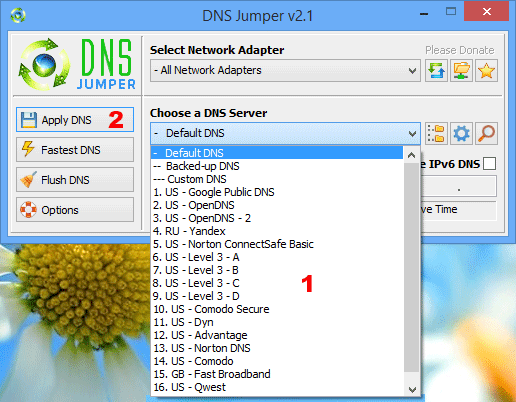 DNS Jumper v2.1
DNS
JUMPER
Select Network Adapter
Please Donate
- All Network Adapters
Choose a DNS Server
- Default DNS
Apply DNS 2
Fastest DNS
Flush DNS
Options
- Default DNS
-- Backed-up DNS
--- Custom DNS
1. US - Google Public DNS
2. US - OpenDNS
3. US - OpenDNS - 2
4. RU - Yandex
5. US - Norton ConnectSafe Basic
6. US - Level 3 - A
7. US - Level 3 - B
8. US - Level 3 - C
9. US - Level 3 - D
10. US - Comodo Secure
11. US - Dyn
12. US - Advantage
13. US - Norton DNS
14. US - Comodo
15. GB - Fast Broadband
16. US - Qwest
1
IPv6 DNS
.
Time